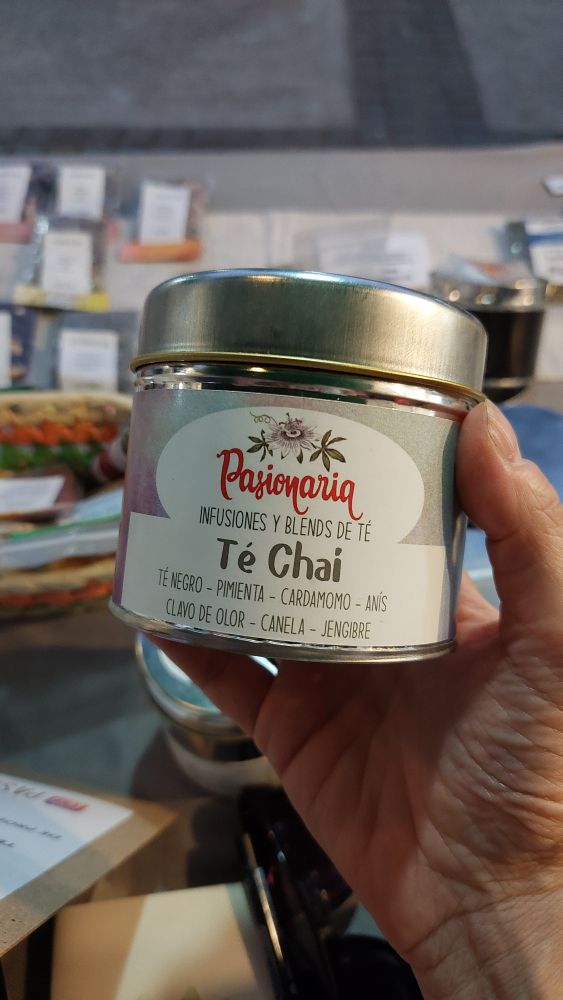 Pasionaria
INFUSIONES Y BLENDS DE TÉ
Té Chai
TÉ NEGRO - PIMIENTA - CARDAMOMO - ANÍS
CLAVO DE OLOR - CANELA - JENGIBRE